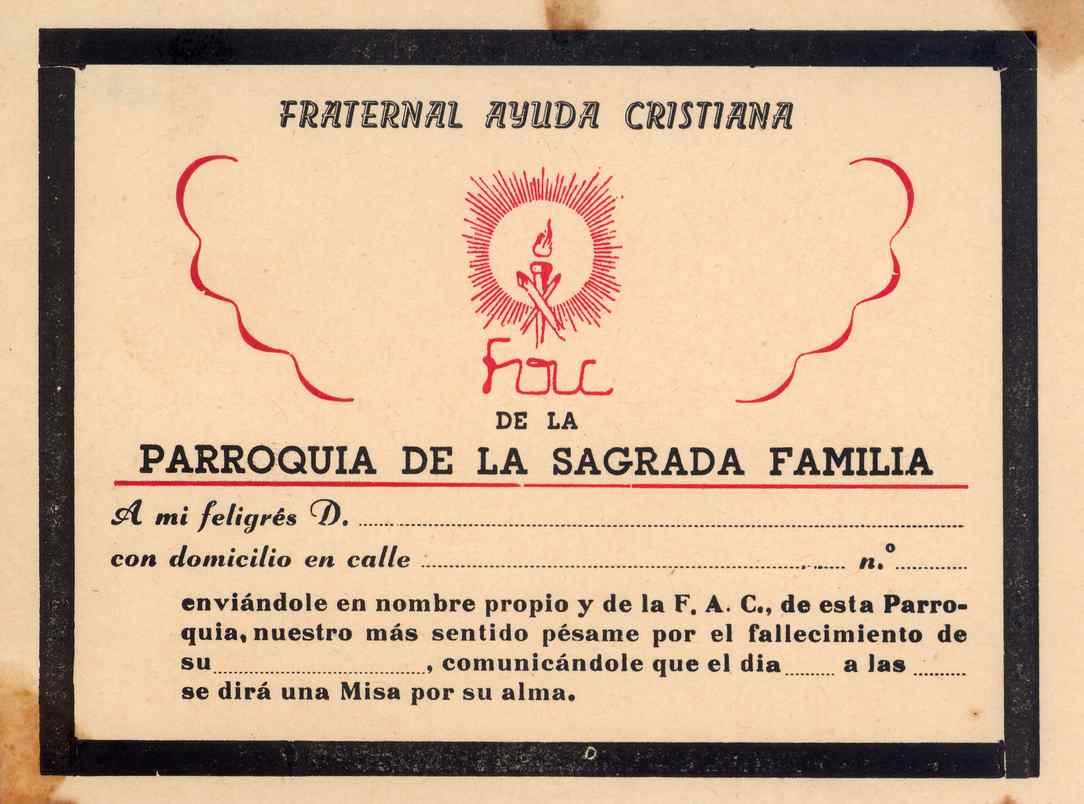 FRATERNAL AYUDA CRISTIANA
Fac
DE LA
PARROQUIA DE LA SAGRADA FAMILIA
A mi feligrés D. ....................
con domicilio en calle .................... n.º ..........
enviándole en nombre propio y de la F. A. C., de esta Parro-
quia, nuestro más sentido pésame por el fallecimiento de
su ...................., comunicándole que el dia ........ a las ........
se dirá una Misa por su alma.
D